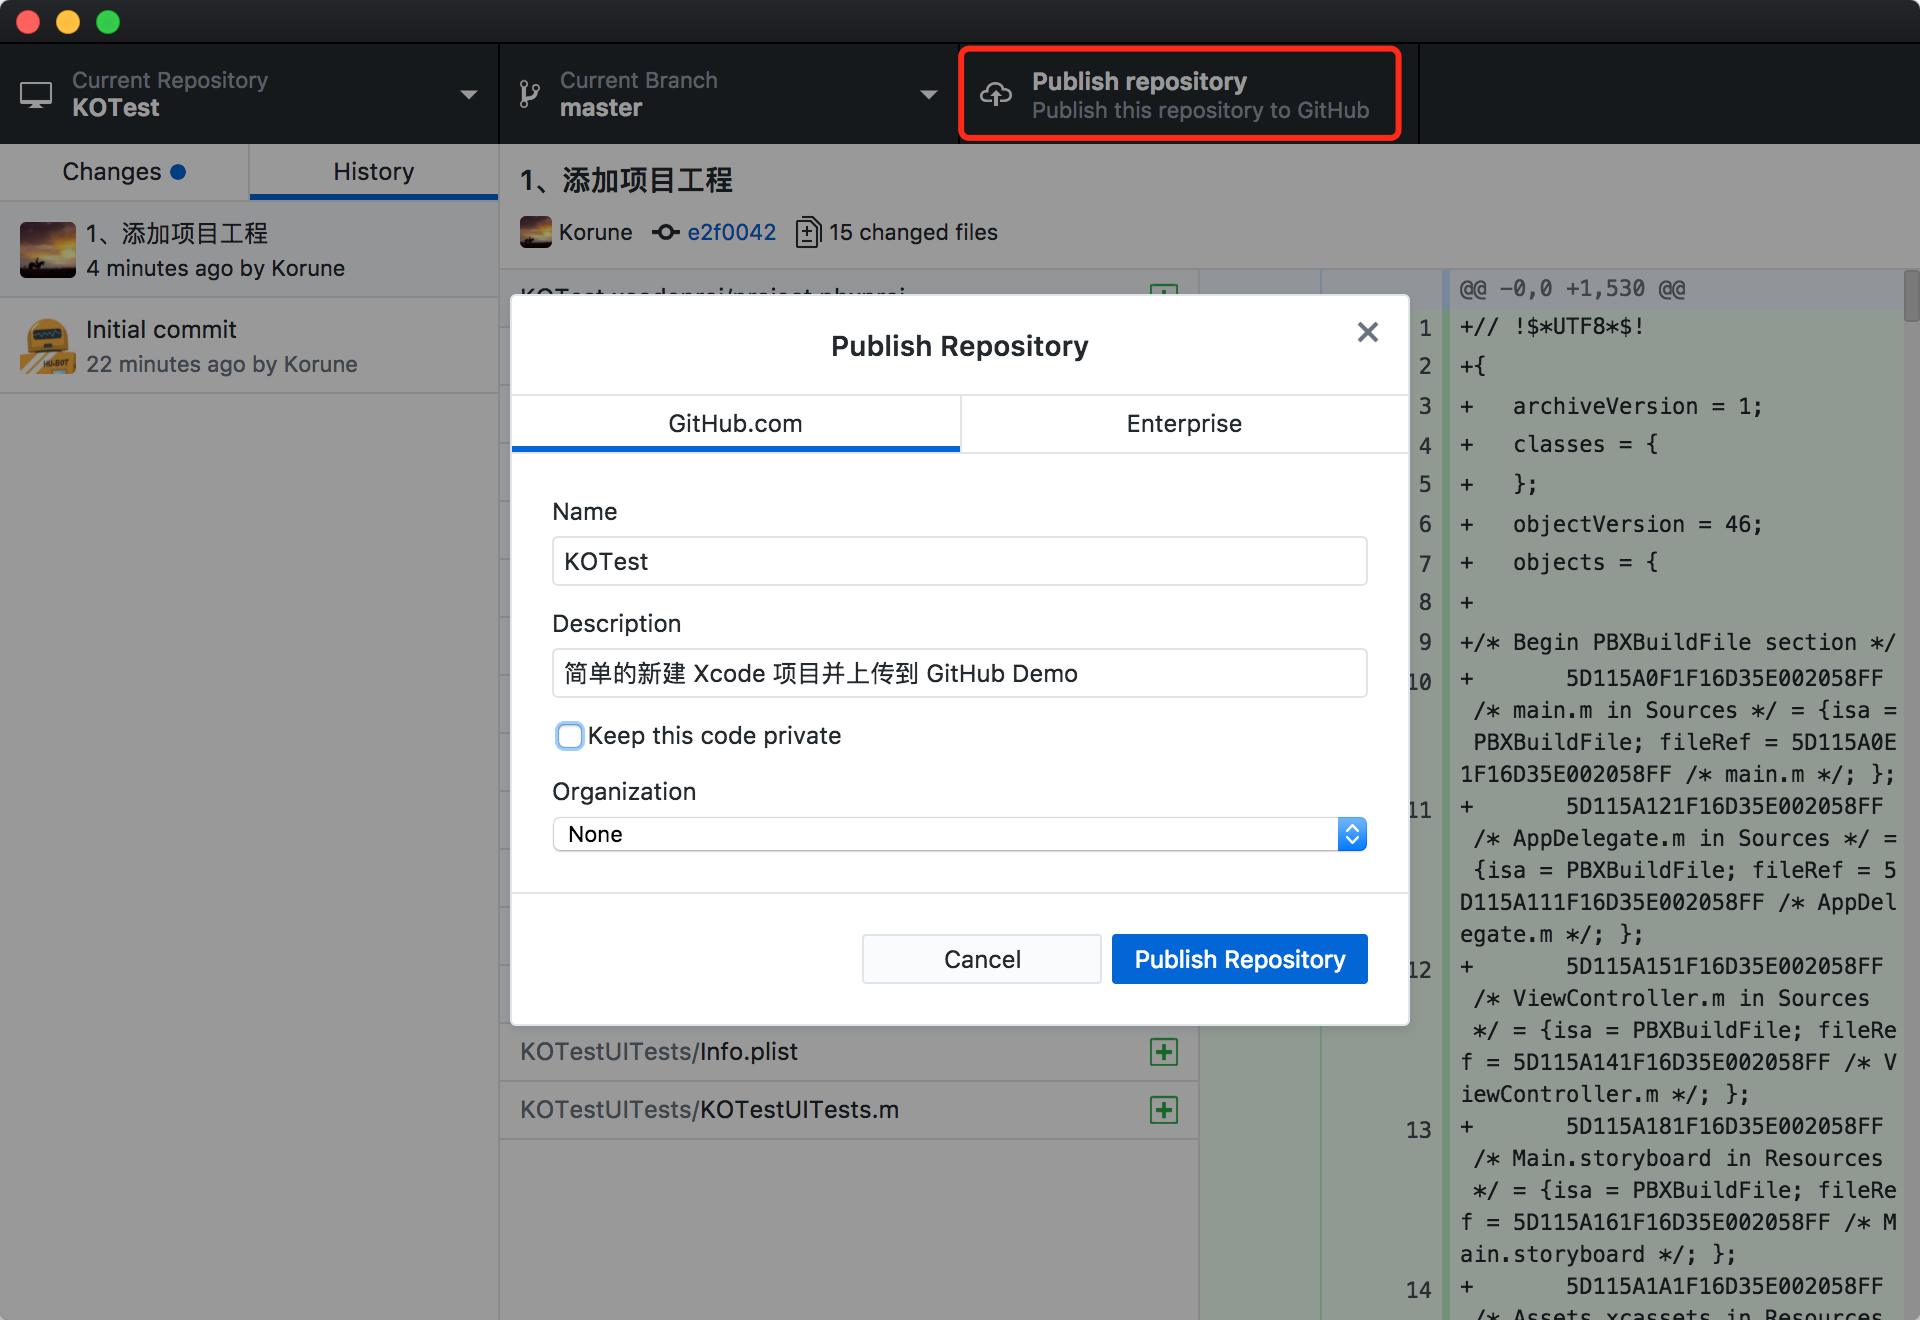 Current Repository
KOTest
Current Branch
master
Publish repository
Publish this repository to GitHub
Changes
History
1、添加项目工程
4 minutes ago by Korune
Initial commit
22 minutes ago by Korune
1、添加项目工程
Korune
e2f0042
15 changed files
KOTest.xcodeproj/project.pbxproj
Publish Repository
GitHub.com
Enterprise
Name
KOTest
Description
简单的新建 Xcode 项目并上传到 GitHub Demo
Keep this code private
Organization
None
Cancel
Publish Repository
KOTestUITests/Info.plist
KOTestUITests/KOTestUITests.m
@@ -0,0 +1,530 @@
1 +// !$*UTF8*$!
2 +{
3 + archiveVersion = 1;
4 + classes = {
5 + };
6 + objectVersion = 46;
7 + objects = {
8 +
9 +/* Begin PBXBuildFile section */
10 + 5D115A0F1F16D35E002058FF
/* main.m in Sources */ = {isa =
PBXBuildFile; fileRef = 5D115A0E
1F16D35E002058FF /* main.m */; };
11 + 5D115A121F16D35E002058FF
/* AppDelegate.m in Sources */ =
{isa = PBXBuildFile; fileRef = 5
D115A111F16D35E002058FF /* AppDel
egate.m */; };
12 + 5D115A151F16D35E002058FF
/* ViewController.m in Sources
*/ = {isa = PBXBuildFile; fileRe
f = 5D115A141F16D35E002058FF /* V
iewController.m */; };
13 + 5D115A181F16D35E002058FF
/* Main.storyboard in Resources
*/ = {isa = PBXBuildFile; fileRe
f = 5D115A161F16D35E002058FF /* M
ain.storyboard */; };
14 + 5D115A1A1F16D35E002058FF
/* Assets.xcassets in Resources